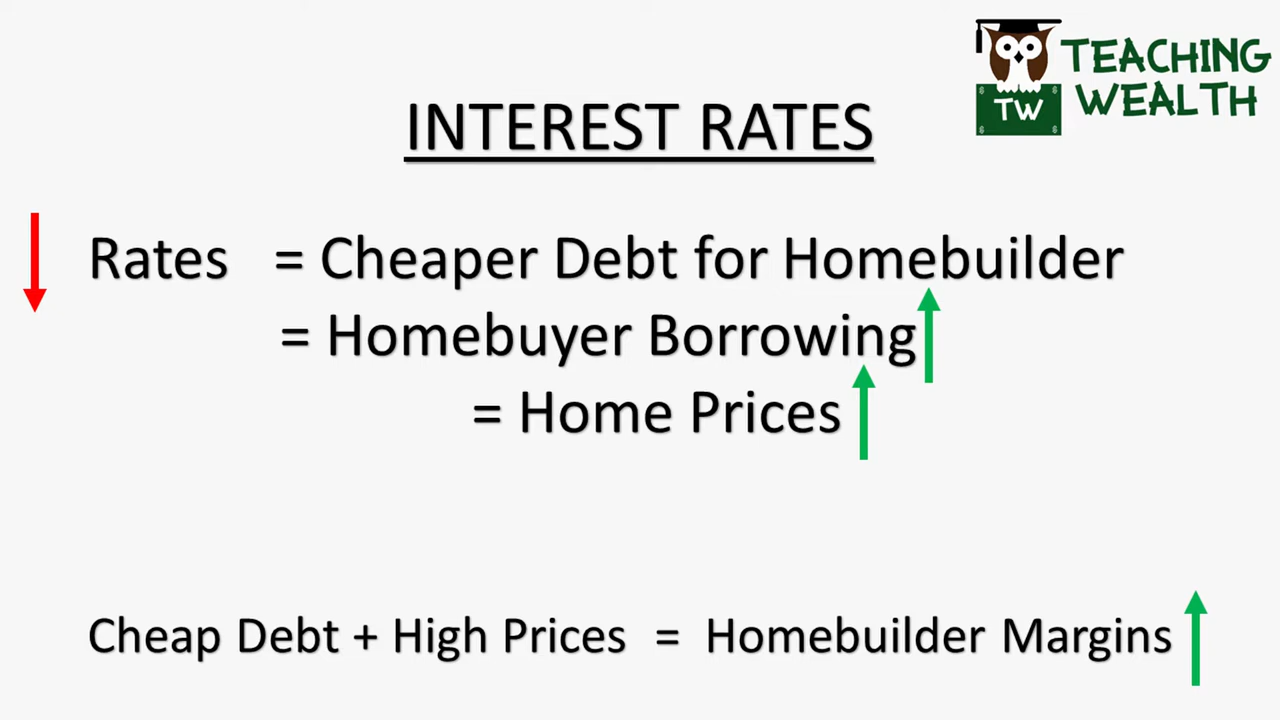 TEACHING
WEALTH
TW
INTEREST RATES
Rates = Cheaper Debt for Homebuilder
= Homebuyer Borrowing
= Home Prices
Cheap Debt + High Prices = Homebuilder Margins